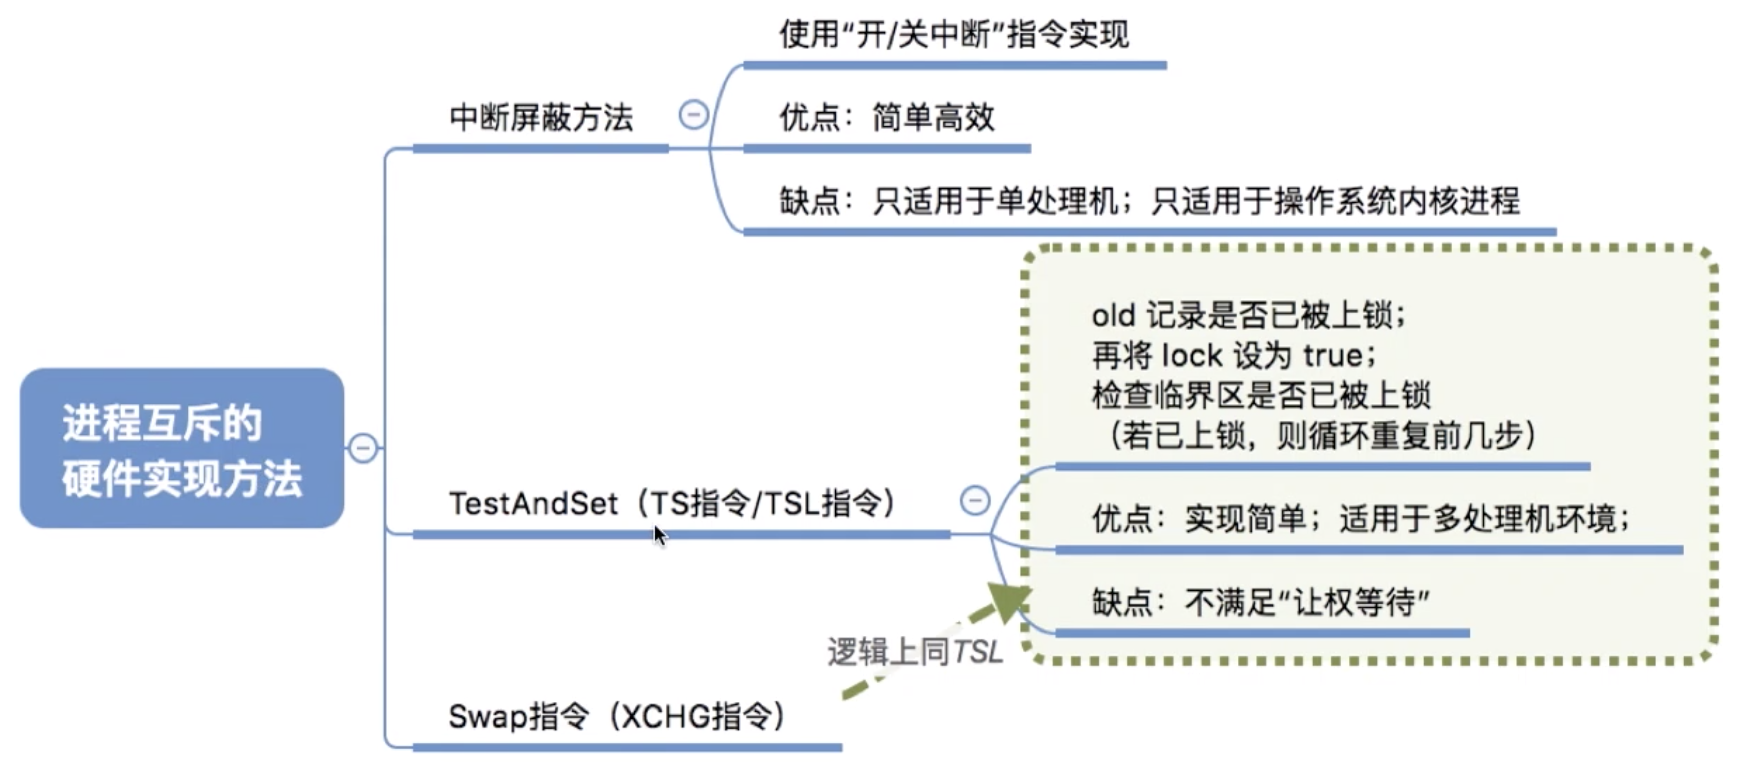 使用“开/关中断”指令实现
中断屏蔽方法
优点：简单高效
缺点：只适用于单处理机；只适用于操作系统内核进程
进程互斥的
硬件实现方法
old 记录是否已被上锁；
再将 lock 设为 true；
检查临界区是否已被上锁
（若已上锁，则循环重复前几步）
TestAndSet（TS指令/TSL指令）
优点：实现简单；适用于多处理机环境；
缺点：不满足“让权等待”
逻辑上同TSL
Swap指令（XCHG指令）